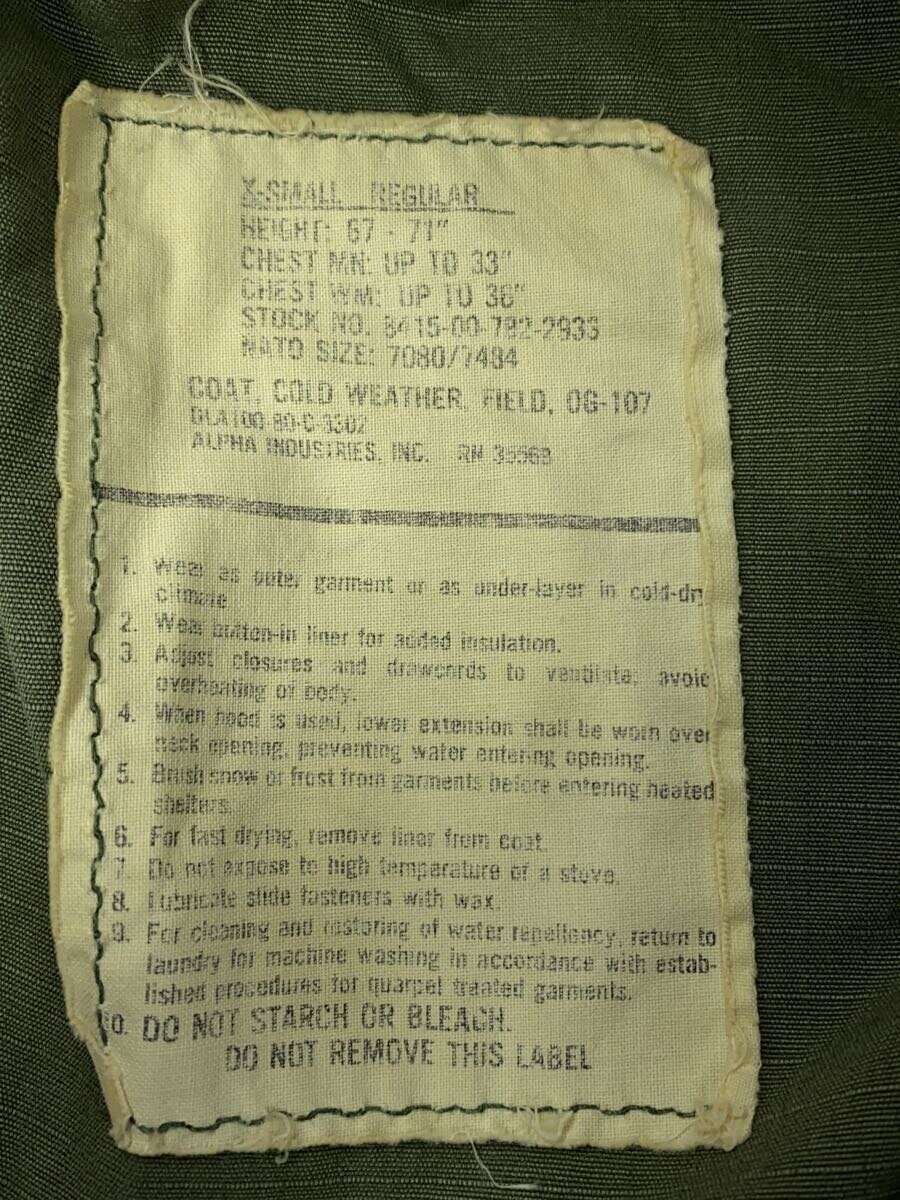 X-SMALL REGULAR
HEIGHT: 67 - 71"
CHEST MN: UP TO 33"
CHEST WM: UP TO 36"
STOCK NO. 8415-00-782-2933
NATO SIZE: 7080/7484
COAT, COLD WEATHER, FIELD, OG-107
DLA100-80-C-3302
ALPHA INDUSTRIES, INC. RN 35569
1. Wear as outer garment or as under-layer in cold-dry
climate
2. Wear button-in liner for added insulation.
3. Adjust closures and drawcords to ventilate; avoid
overheating of body.
4. When hood is used, lower extension shall be worn over
neck opening, preventing water entering opening.
5. Brush snow or frost from garments before entering heated
shelters.
6. For fast drying, remove liner from coat.
7. Do not expose to high temperature of a stove.
8. Lubricate slide fasteners with wax.
9. For cleaning and restoring of water repellency, return to
laundry for machine washing in accordance with estab-
lished procedures for quarpel treated garments.
10. DO NOT STARCH OR BLEACH.
DO NOT REMOVE THIS LABEL